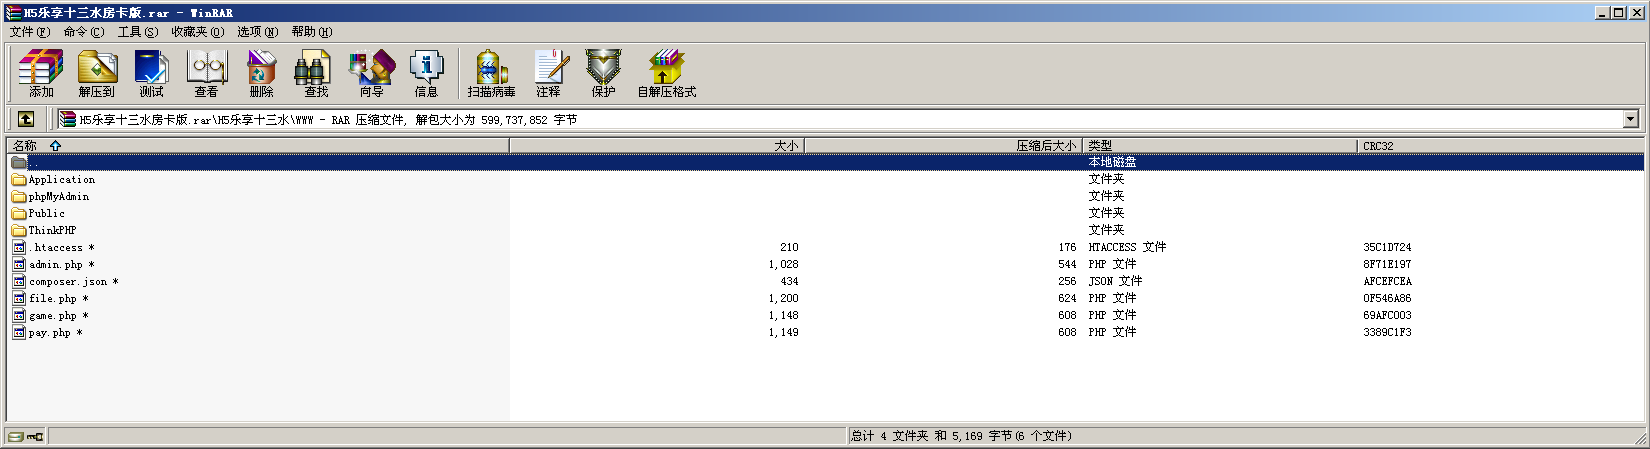 H5乐享十三水房卡版.rar - WinRAR
文件(F) 命令(C) 工具(S) 收藏夹(O) 选项(N) 帮助(H)
添加 解压到 测试 查看 删除 查找 向导 信息 扫描病毒 注释 保护 自解压格式
H5乐享十三水房卡版.rar\H5乐享十三水\WWW - RAR 压缩文件, 解包大小为 599,737,852 字节
名称 大小 压缩后大小 类型 CRC32
.. 本地磁盘
Application 文件夹
phpMyAdmin 文件夹
Public 文件夹
ThinkPHP 文件夹
.htaccess * 210 176 HTACCESS 文件 35C1D724
admin.php * 1,028 544 PHP 文件 8F71E197
composer.json * 434 256 JSON 文件 AFCEFCEA
file.php * 1,200 624 PHP 文件 0F546A86
game.php * 1,148 608 PHP 文件 69AFC003
pay.php * 1,149 608 PHP 文件 3389C1F3
总计 4 文件夹 和 5,169 字节(6 个文件)